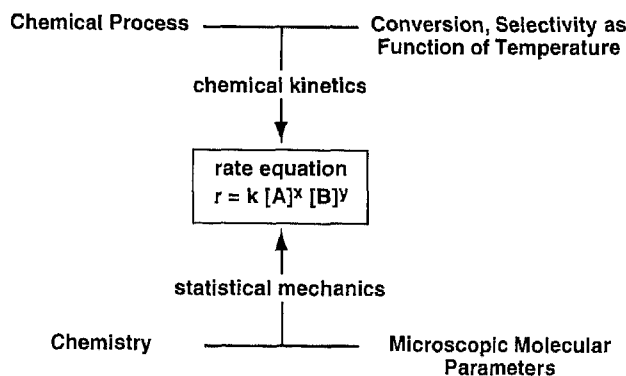 Chemical Process
Conversion, Selectivity as
Function of Temperature
chemical kinetics
rate equation
r = k [A]ˣ [B]ʸ
statistical mechanics
Chemistry
Microscopic Molecular
Parameters